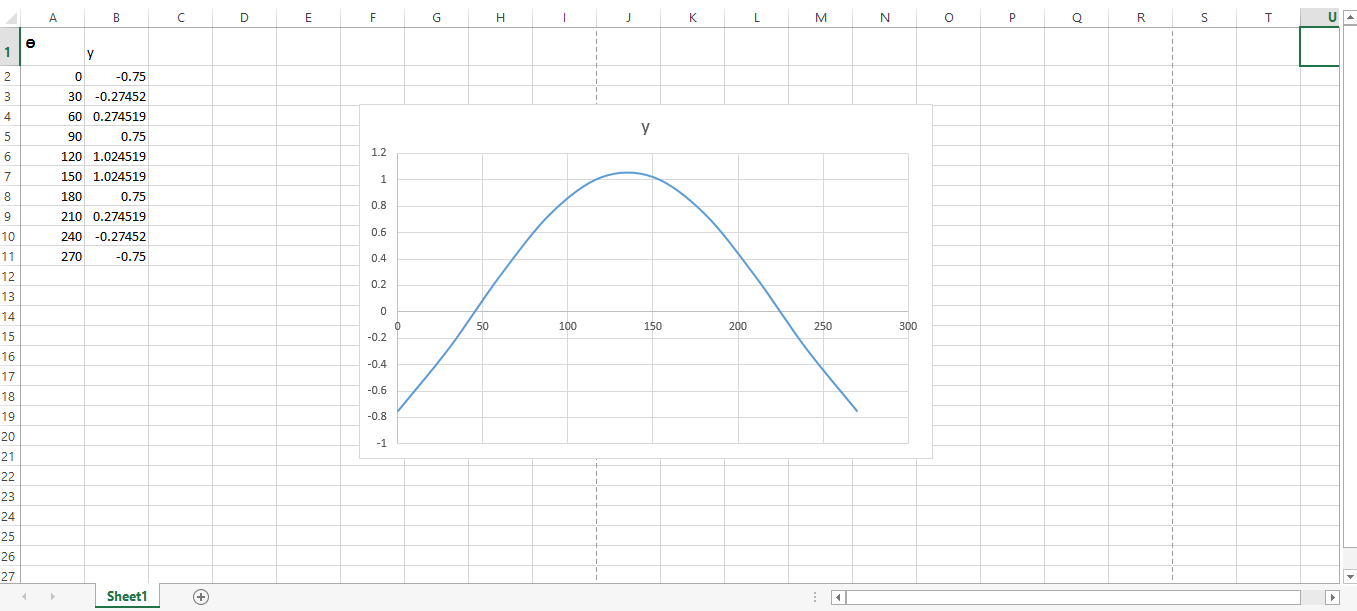 A B C D E F G H I J K L M N O P Q R S T U
1 ө y
2 0 -0.75
3 30 -0.27452
4 60 0.274519
5 90 0.75
6 120 1.024519
7 150 1.024519
8 180 0.75
9 210 0.274519
10 240 -0.27452
11 270 -0.75
12
13
14
15
16
17
18
19
20
21
22
23
24
25
26
27
y
1.2
1
0.8
0.6
0.4
0.2
0
0 50 100 150 200 250 300
-0.2
-0.4
-0.6
-0.8
-1
Sheet1